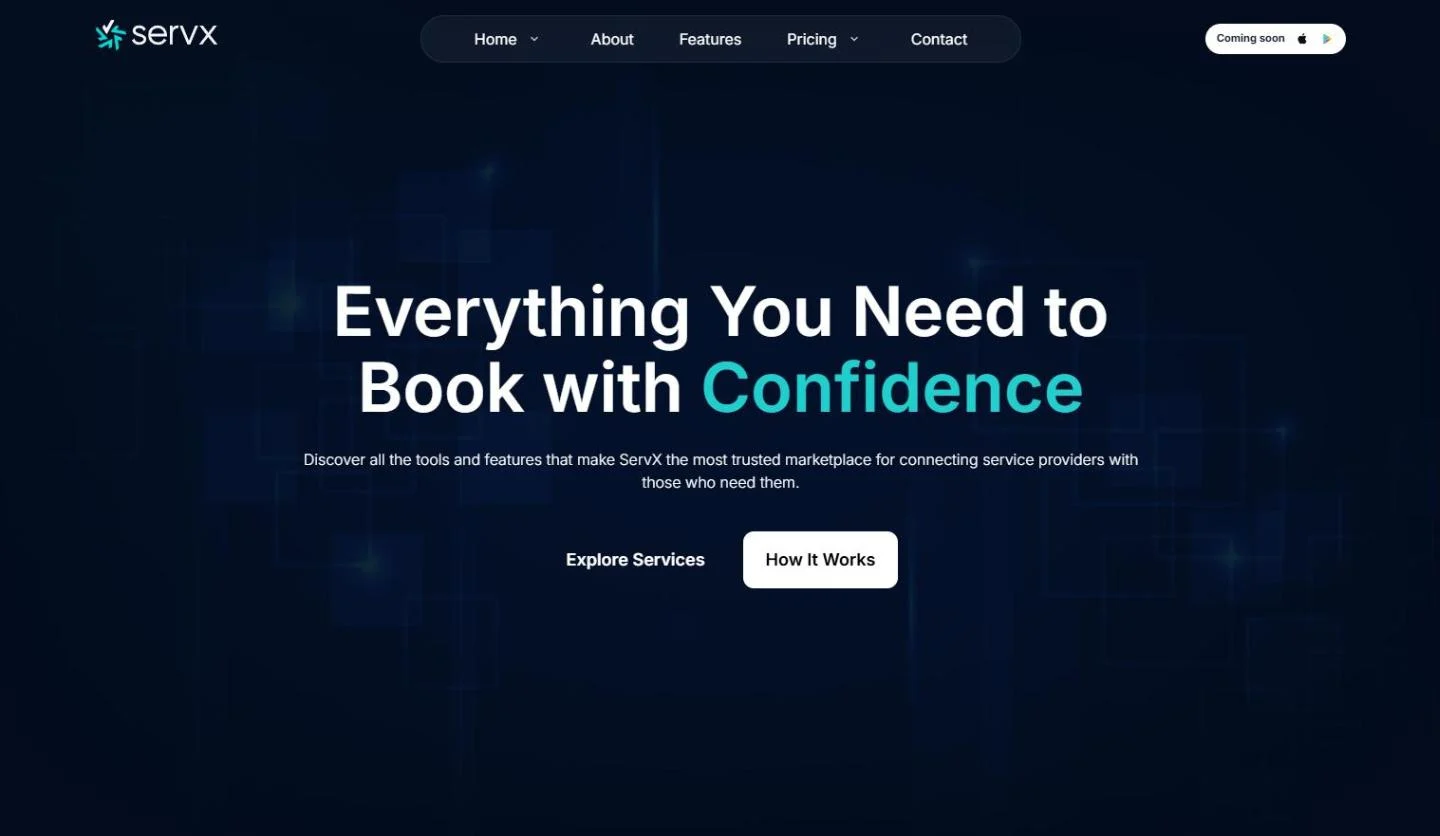 servx
Home
About
Features
Pricing
Contact
Coming soon
Everything You Need to
Book with Confidence
Discover all the tools and features that make ServX the most trusted marketplace for connecting service providers with
those who need them.
Explore Services
How It Works